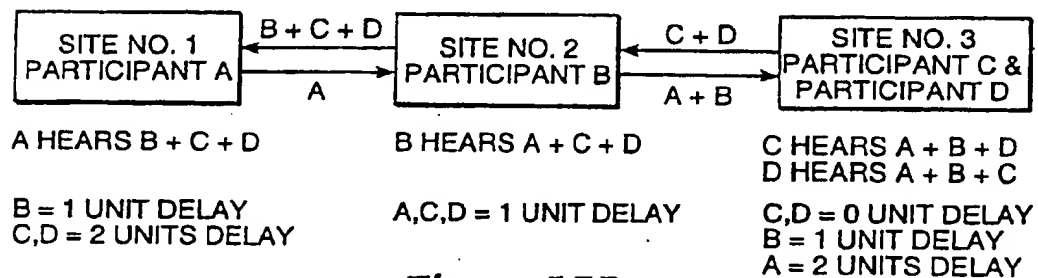 B + C + D
C + D
SITE NO. 1
PARTICIPANT A
SITE NO. 2
PARTICIPANT B
SITE NO. 3
PARTICIPANT C &
PARTICIPANT D
A
A + B
A HEARS B + C + D
B HEARS A + C + D
C HEARS A + B + D
D HEARS A + B + C
B = 1 UNIT DELAY
C,D = 2 UNITS DELAY
A,C,D = 1 UNIT DELAY
C,D = 0 UNIT DELAY
B = 1 UNIT DELAY
A = 2 UNITS DELAY